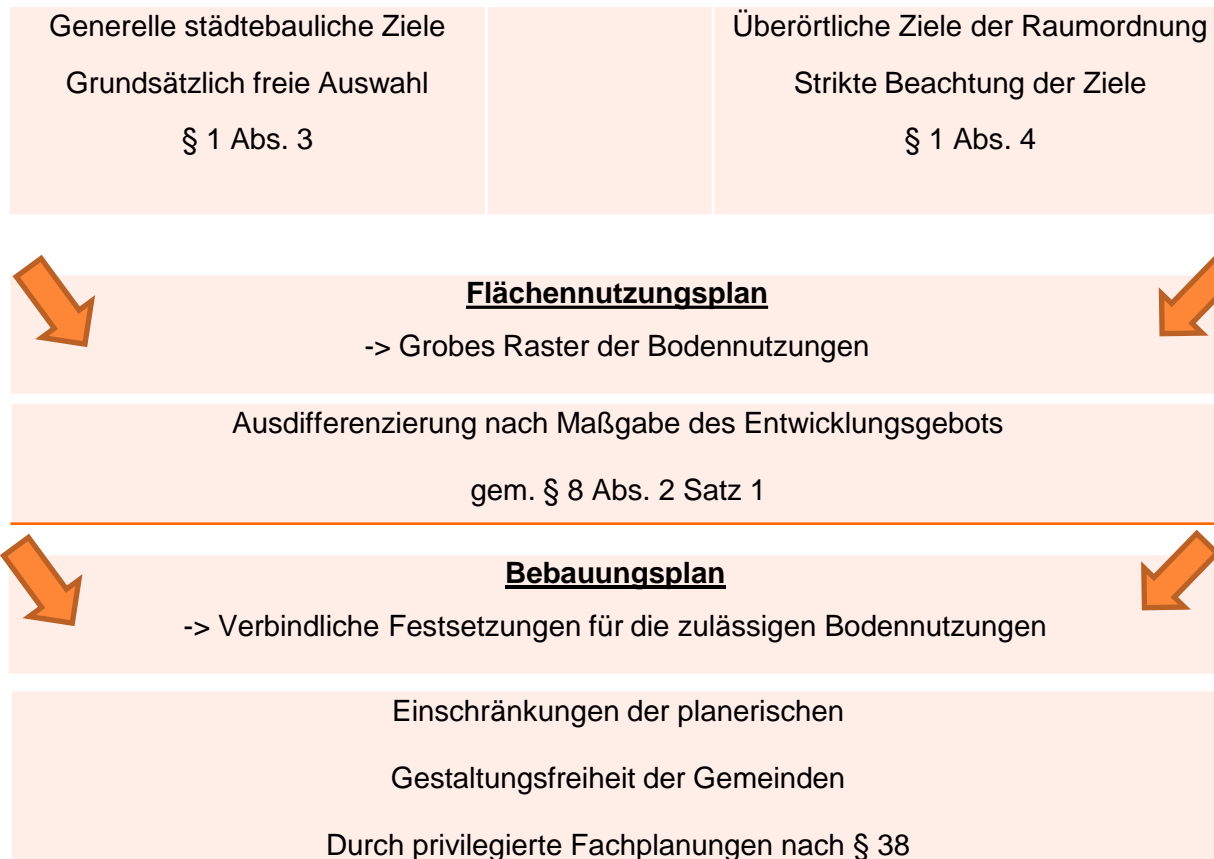 Generelle städtebauliche Ziele
Grundsätzlich freie Auswahl
§ 1 Abs. 3
Überörtliche Ziele der Raumordnung
Strikte Beachtung der Ziele
§ 1 Abs. 4
Flächennutzungsplan
-> Grobes Raster der Bodennutzungen
Ausdifferenzierung nach Maßgabe des Entwicklungsgebots
gem. § 8 Abs. 2 Satz 1
Bebauungsplan
-> Verbindliche Festsetzungen für die zulässigen Bodennutzungen
Einschränkungen der planerischen
Gestaltungsfreiheit der Gemeinden
Durch privilegierte Fachplanungen nach § 38